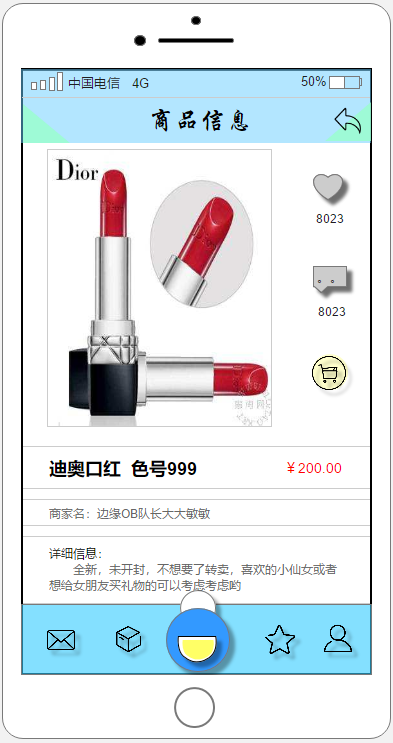 中国电信 4G 50%
商品信息
Dior
8023
8023
迪奥口红 色号999 ￥200.00
商家名：边缘OB队长大大敏敏
详细信息：
全新，未开封，不想要了转卖，喜欢的小仙女或者
想给女朋友买礼物的可以考虑考虑哟